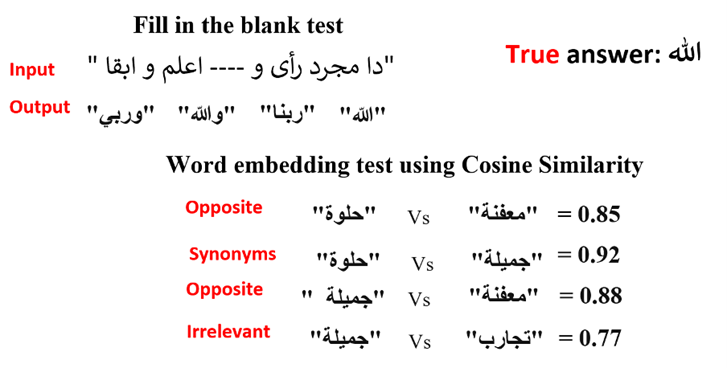 Fill in the blank test
True answer: الله
Input "دا مجرد رأى و ---- اعلم و ابقا "
Output "الله" "ربنا" "والله" "وربي"
Word embedding test using Cosine Similarity
Opposite "حلوة" Vs "معفنة" = 0.85
Synonyms "حلوة" Vs "جميلة" = 0.92
Opposite "جميلة " Vs "معفنة" = 0.88
Irrelevant "جميلة" Vs "تجارب" = 0.77